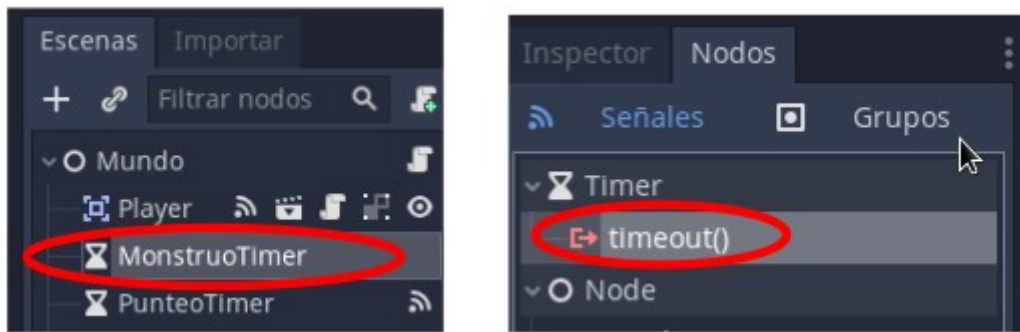 Escenas Importar
Filtrar nodos
Mundo
Player
MonstruoTimer
PunteoTimer
Inspector Nodos
Señales Grupos
Timer
timeout()
Node